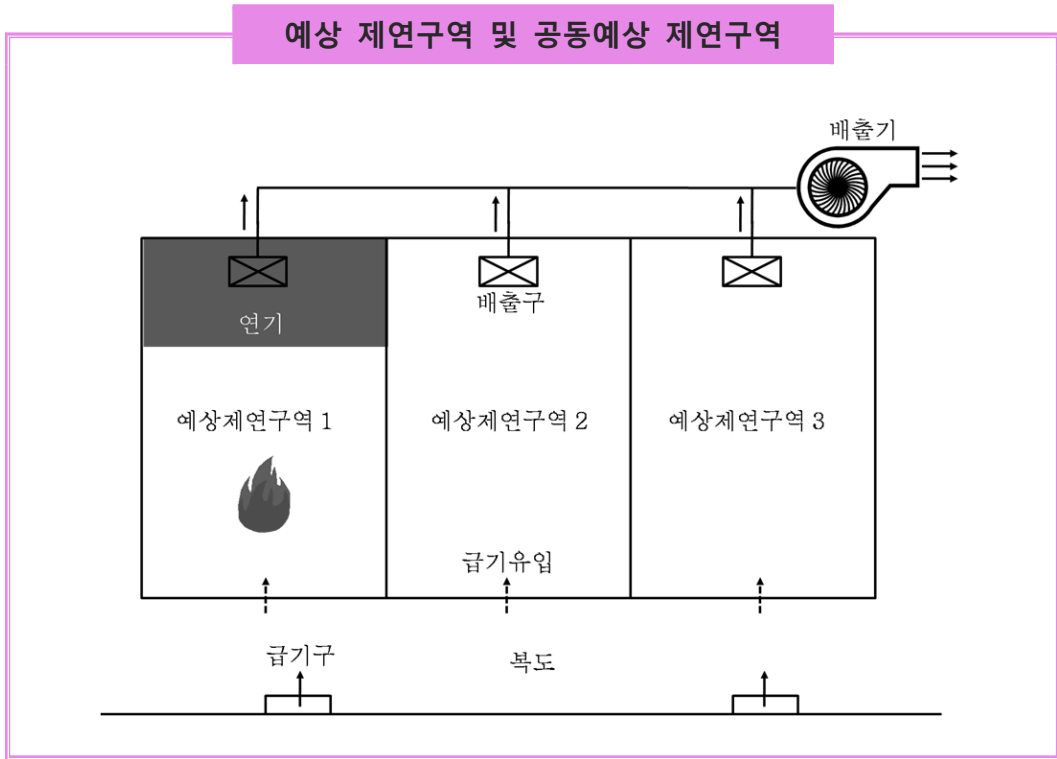 예상 제연구역 및 공동예상 제연구역
배출기
배출구
연기
예상제연구역 1
예상제연구역 2
예상제연구역 3
급기유입
급기구
복도